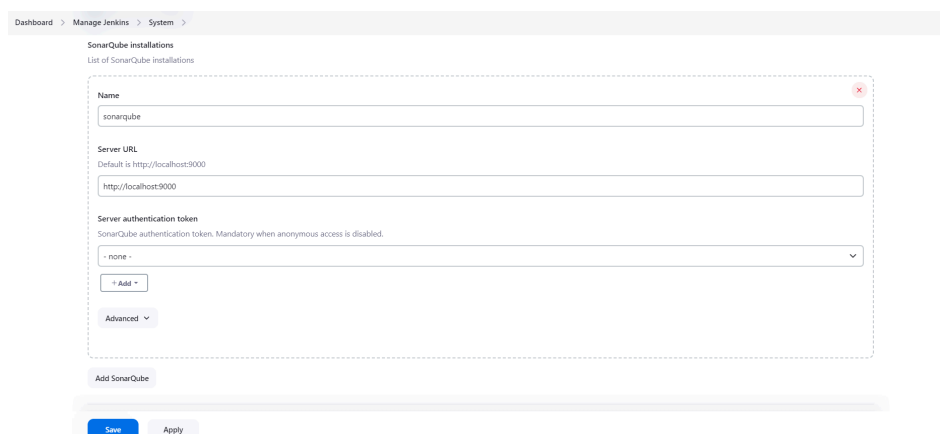 Dashboard > Manage Jenkins > System >
SonarQube installations
List of SonarQube installations
Name
sonarqube
Server URL
Default is http://localhost:9000
http://localhost:9000
Server authentication token
SonarQube authentication token. Mandatory when anonymous access is disabled.
- none -
+ Add
Advanced
Add SonarQube
Save Apply